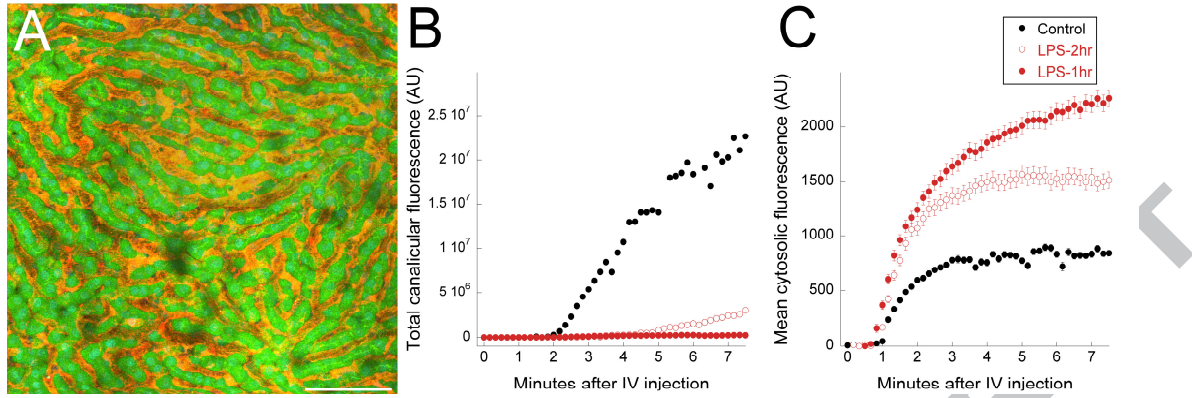 A
B
C
Control
LPS-2hr
LPS-1hr
Total canalicular fluorescence (AU)
2.5 10⁷
2 10⁷
1.5 10⁷
1 10⁷
5 10⁶
0
0 1 2 3 4 5 6 7
Minutes after IV injection
Mean cytosolic fluorescence (AU)
2000
1500
1000
500
0
0 1 2 3 4 5 6 7
Minutes after IV injection